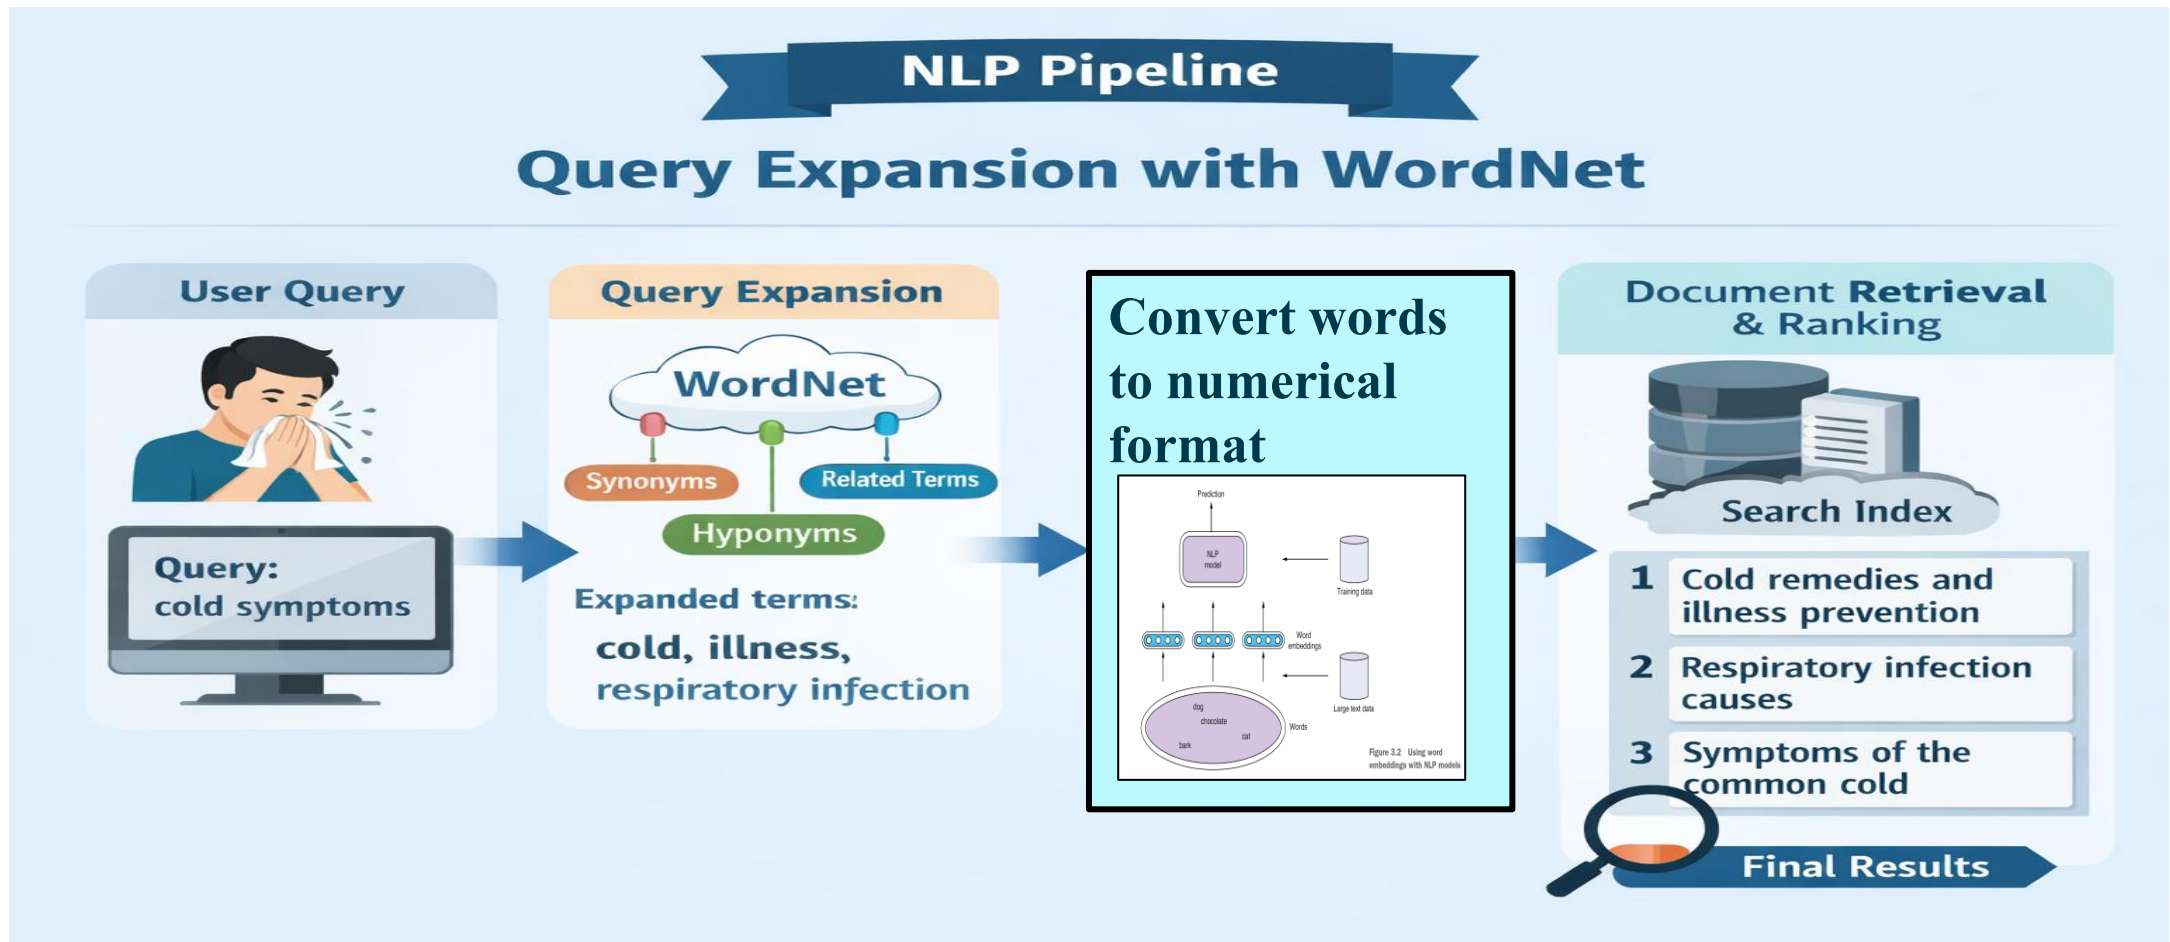 NLP Pipeline
Query Expansion with WordNet
User Query
Query:
cold symptoms
Query Expansion
WordNet
Synonyms
Related Terms
Hyponyms
Expanded terms:
cold, illness,
respiratory infection
Convert words
to numerical
format
Prediction
NLP
model
Training data
Word
embeddings
Large text data
dog
chocolate
cat
bark
Words
Figure 3.2 Using word
embeddings with NLP models
Document Retrieval
& Ranking
Search Index
1 Cold remedies and
illness prevention
2 Respiratory infection
causes
3 Symptoms of the
common cold
Final Results